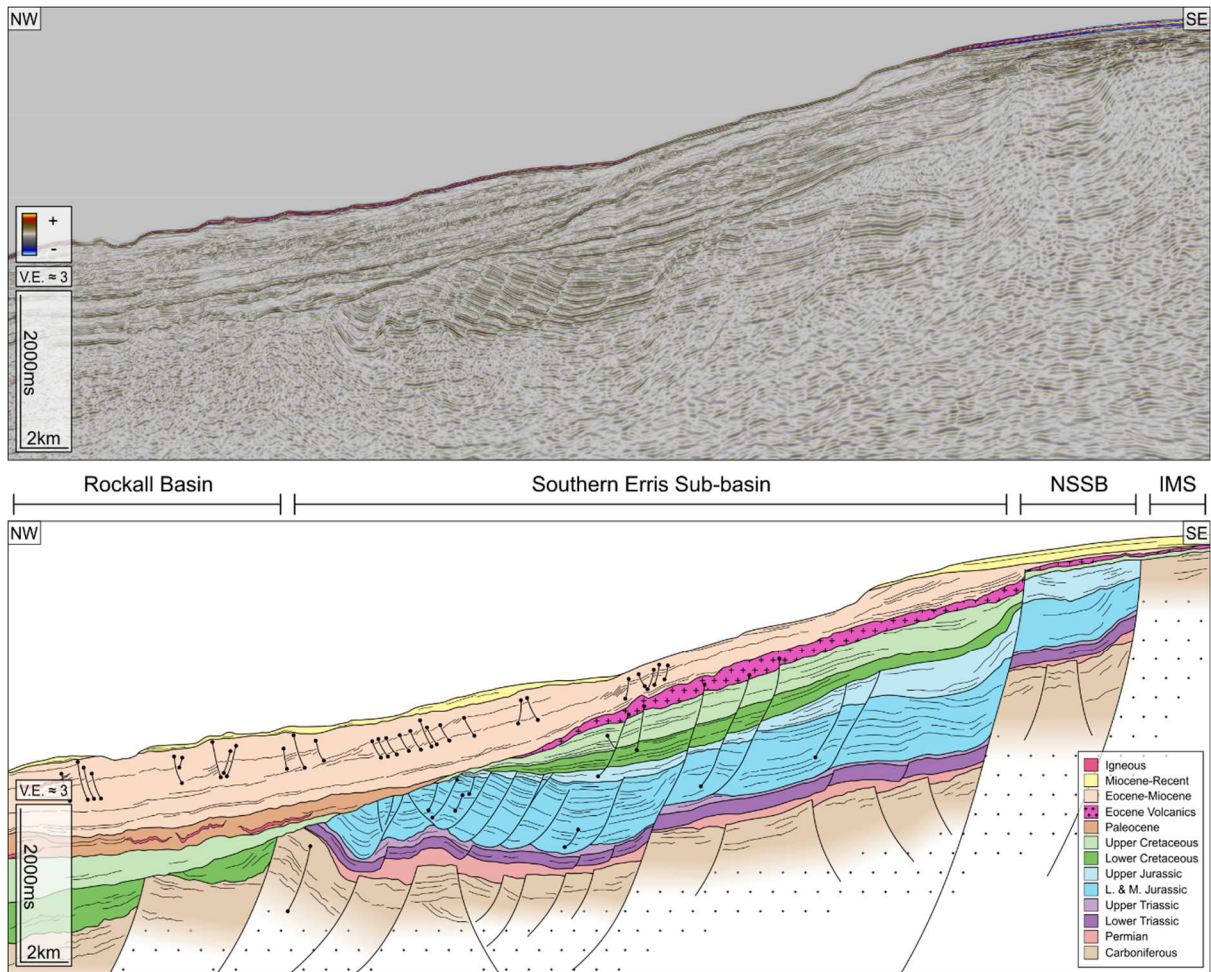 NW
SE
+
-
V.E. ≈ 3
2000ms
2km
Rockall Basin
Southern Erris Sub-basin
NSSB
IMS
NW
SE
V.E. ≈ 3
2000ms
2km
Igneous
Miocene-Recent
Eocene-Miocene
Eocene Volcanics
Paleocene
Upper Cretaceous
Lower Cretaceous
Upper Jurassic
L. & M. Jurassic
Upper Triassic
Lower Triassic
Permian
Carboniferous